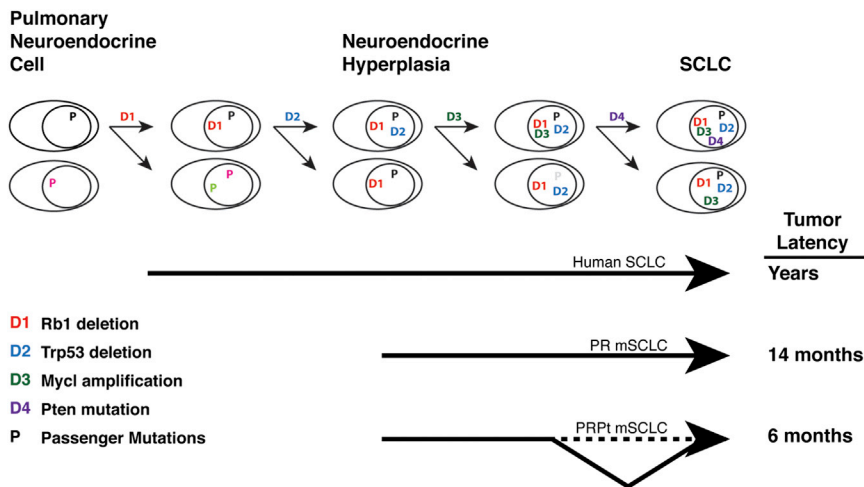 Pulmonary
Neuroendocrine
Cell
Neuroendocrine
Hyperplasia
SCLC
P
D1
P
D1
D2
P
D1
D2
D3
P
D1
D3
D2
D4
P
D1
D2
D3
D4
P
P
P
P
D1
P
D1
D2
P
D1
D2
D3
Tumor
Latency
Human SCLC
Years
D1 Rb1 deletion
D2 Trp53 deletion
D3 Mycl amplification
D4 Pten mutation
P Passenger Mutations
PR mSCLC
14 months
PRPt mSCLC
6 months